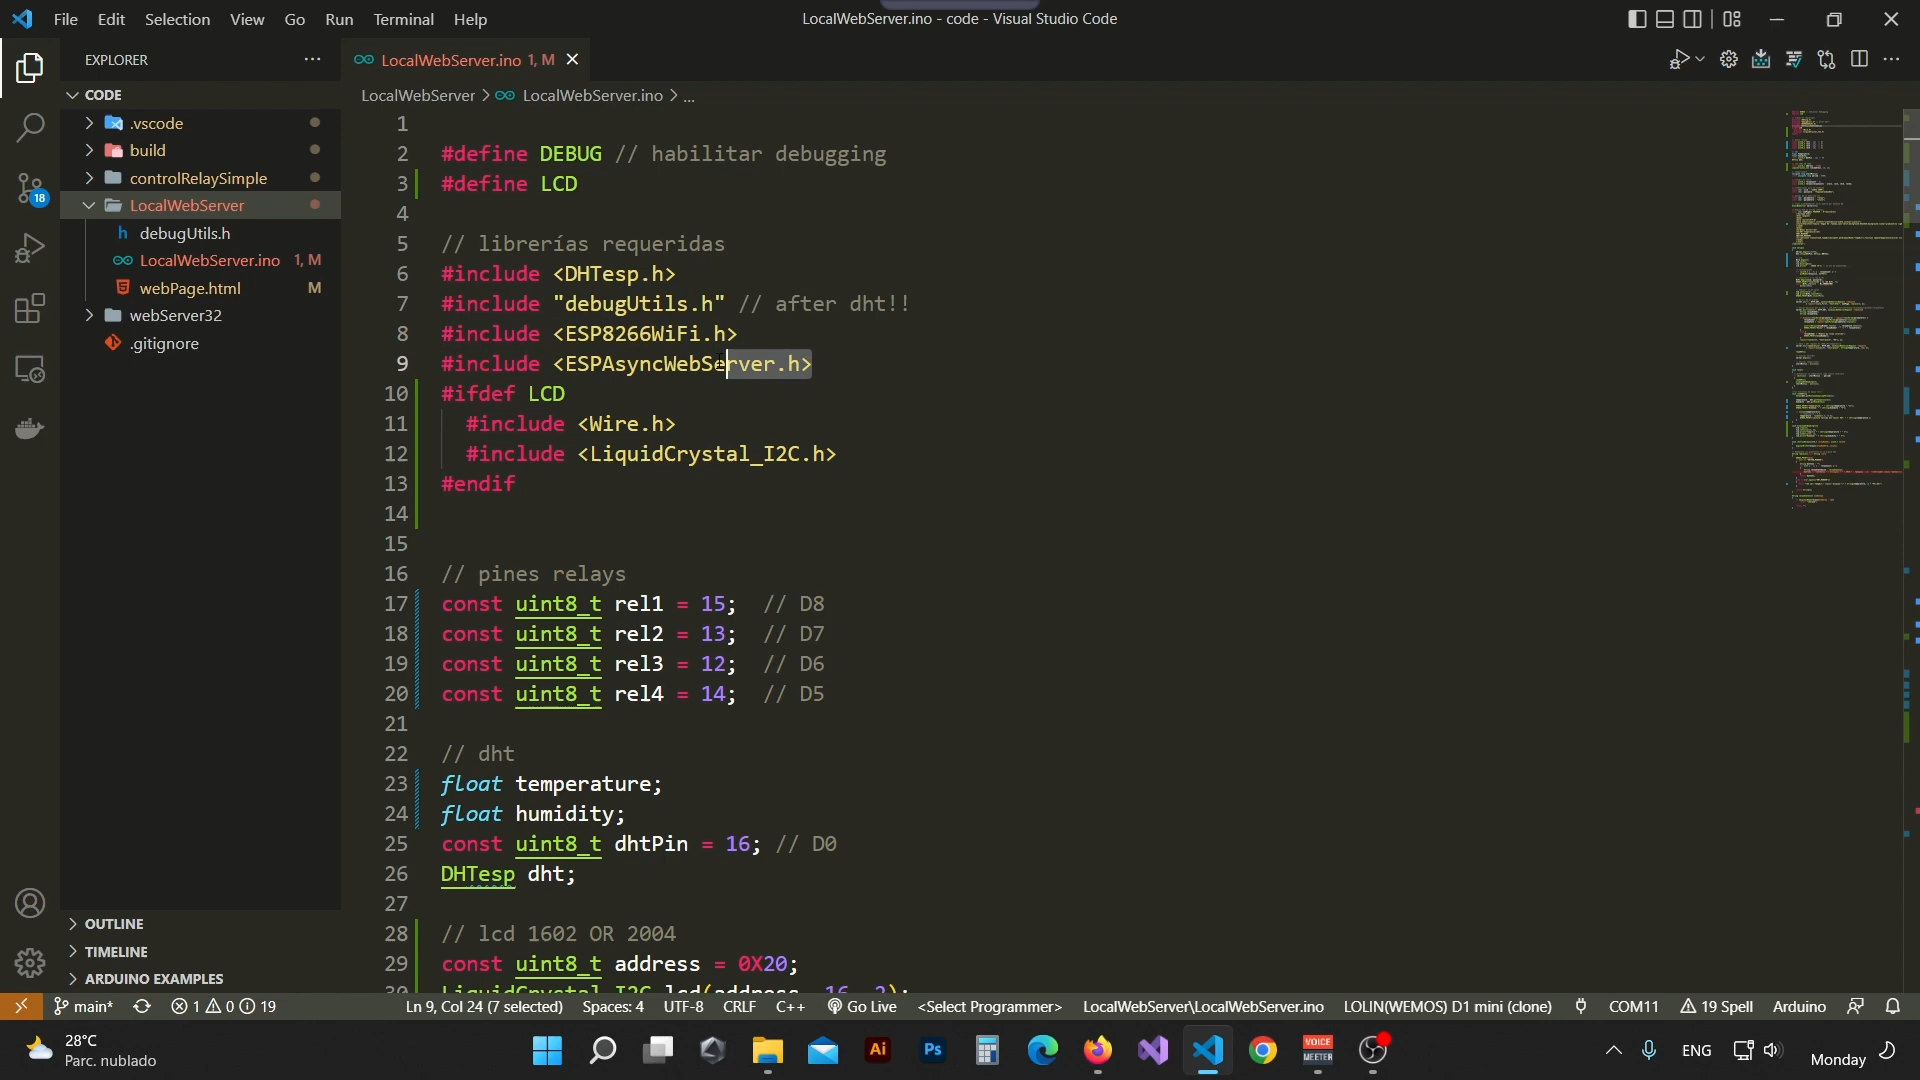 File Edit Selection View Go Run Terminal Help
LocalWebServer.ino - code - Visual Studio Code
EXPLORER
LocalWebServer.ino 1, M
CODE
LocalWebServer > LocalWebServer.ino > ...
.vscode
build
controlRelaySimple
LocalWebServer
debugUtils.h
LocalWebServer.ino 1, M
webPage.html M
webServer32
.gitignore
18
1
2 #define DEBUG // habilitar debugging
3 #define LCD
4
5 // librerías requeridas
6 #include <DHTesp.h>
7 #include "debugUtils.h" // after dht!!
8 #include <ESP8266WiFi.h>
9 #include <ESPAsyncWebServer.h>
10 #ifdef LCD
11 #include <Wire.h>
12 #include <LiquidCrystal_I2C.h>
13 #endif
14
15
16 // pines relays
17 const uint8_t rel1 = 15; // D8
18 const uint8_t rel2 = 13; // D7
19 const uint8_t rel3 = 12; // D6
20 const uint8_t rel4 = 14; // D5
21
22 // dht
23 float temperature;
24 float humidity;
25 const uint8_t dhtPin = 16; // D0
26 DHTesp dht;
27
28 // lcd 1602 OR 2004
29 const uint8_t address = 0X20;
30 LiquidCrystal_I2C lcd(address, 16, 2);
OUTLINE
TIMELINE
ARDUINO EXAMPLES
main* 1 0 19 Ln 9, Col 24 (7 selected) Spaces: 4 UTF-8 CRLF C++ Go Live <Select Programmer> LocalWebServer\LocalWebServer.ino LOLIN(WEMOS) D1 mini (clone) COM11 19 Spell Arduino
28°C
Parc. nublado
Ai
Ps
VOICE
MEETER
ENG
Monday